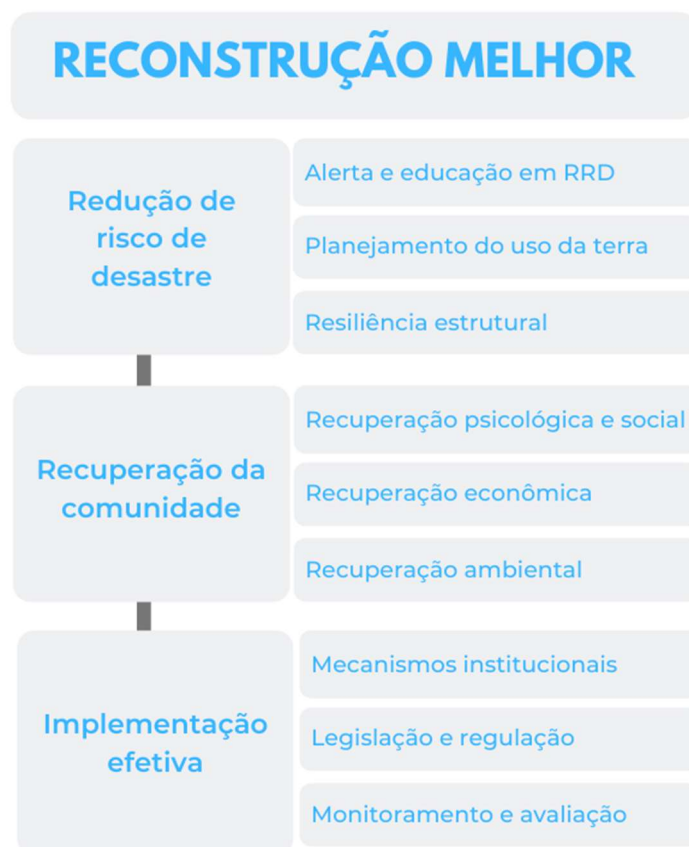 RECONSTRUÇÃO MELHOR
Redução de
risco de
desastre
Alerta e educação em RRD
Planejamento do uso da terra
Resiliência estrutural
Recuperação da
comunidade
Recuperação psicológica e social
Recuperação econômica
Recuperação ambiental
Implementação
efetiva
Mecanismos institucionais
Legislação e regulação
Monitoramento e avaliação